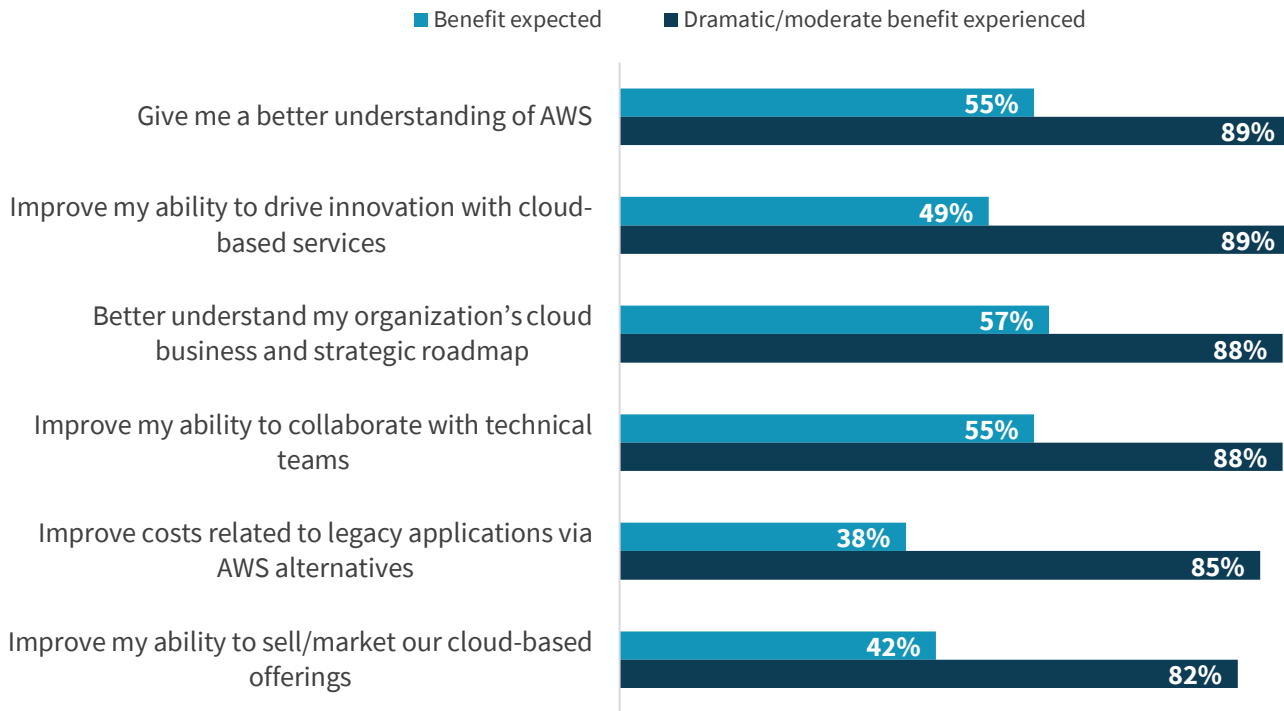 Benefit expected Dramatic/moderate benefit experienced
Give me a better understanding of AWS
55%
89%
Improve my ability to drive innovation with cloud-
based services
49%
89%
Better understand my organization’s cloud
business and strategic roadmap
57%
88%
Improve my ability to collaborate with technical
teams
55%
88%
Improve costs related to legacy applications via
AWS alternatives
38%
85%
Improve my ability to sell/market our cloud-based
offerings
42%
82%